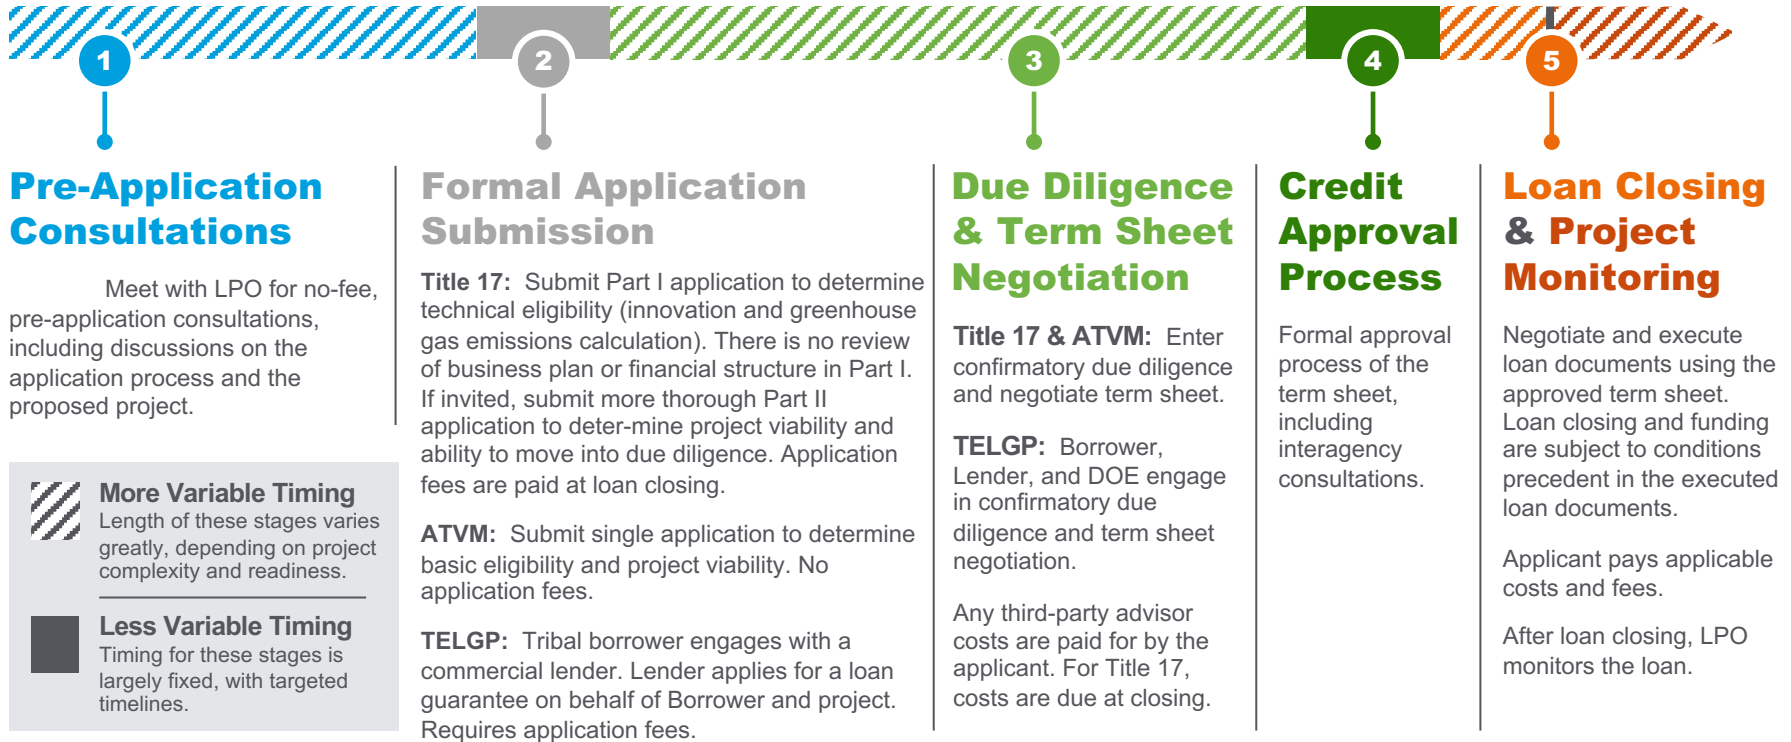 1
2
3
4
5
Pre-Application
Consultations
Meet with LPO for no-fee,
pre-application consultations,
including discussions on the
application process and the
proposed project.
More Variable Timing
Length of these stages varies
greatly, depending on project
complexity and readiness.
Less Variable Timing
Timing for these stages is
largely fixed, with targeted
timelines.
Formal Application
Submission
Title 17: Submit Part I application to determine
technical eligibility (innovation and greenhouse
gas emissions calculation). There is no review
of business plan or financial structure in Part I.
If invited, submit more thorough Part II
application to deter-mine project viability and
ability to move into due diligence. Application
fees are paid at loan closing.
ATVM: Submit single application to determine
basic eligibility and project viability. No
application fees.
TELGP: Tribal borrower engages with a
commercial lender. Lender applies for a loan
guarantee on behalf of Borrower and project.
Requires application fees.
Due Diligence
& Term Sheet
Negotiation
Title 17 & ATVM: Enter
confirmatory due diligence
and negotiate term sheet.
TELGP: Borrower,
Lender, and DOE engage
in confirmatory due
diligence and term sheet
negotiation.
Any third-party advisor
costs are paid for by the
applicant. For Title 17,
costs are due at closing.
Credit
Approval
Process
Formal approval
process of the
term sheet,
including
interagency
consultations.
Loan Closing
& Project
Monitoring
Negotiate and execute
loan documents using the
approved term sheet.
Loan closing and funding
are subject to conditions
precedent in the executed
loan documents.
Applicant pays applicable
costs and fees.
After loan closing, LPO
monitors the loan.